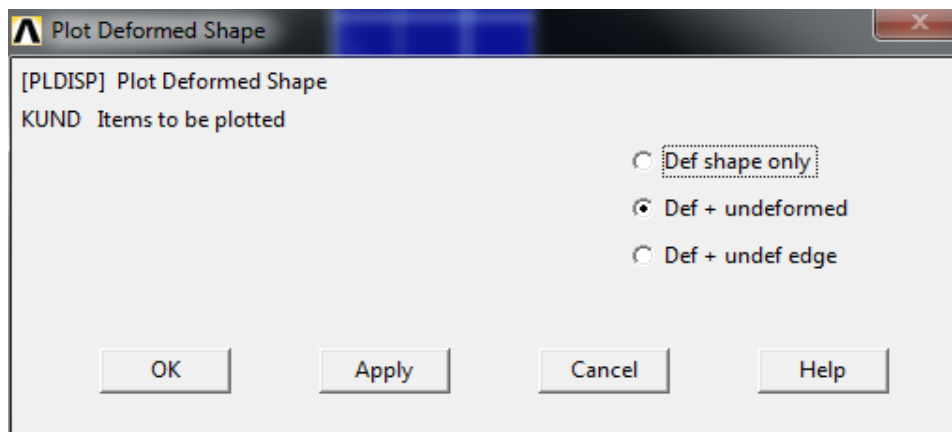 Plot Deformed Shape
[PLDISP] Plot Deformed Shape
KUND Items to be plotted
Def shape only
Def + undeformed
Def + undef edge
OK Apply Cancel Help